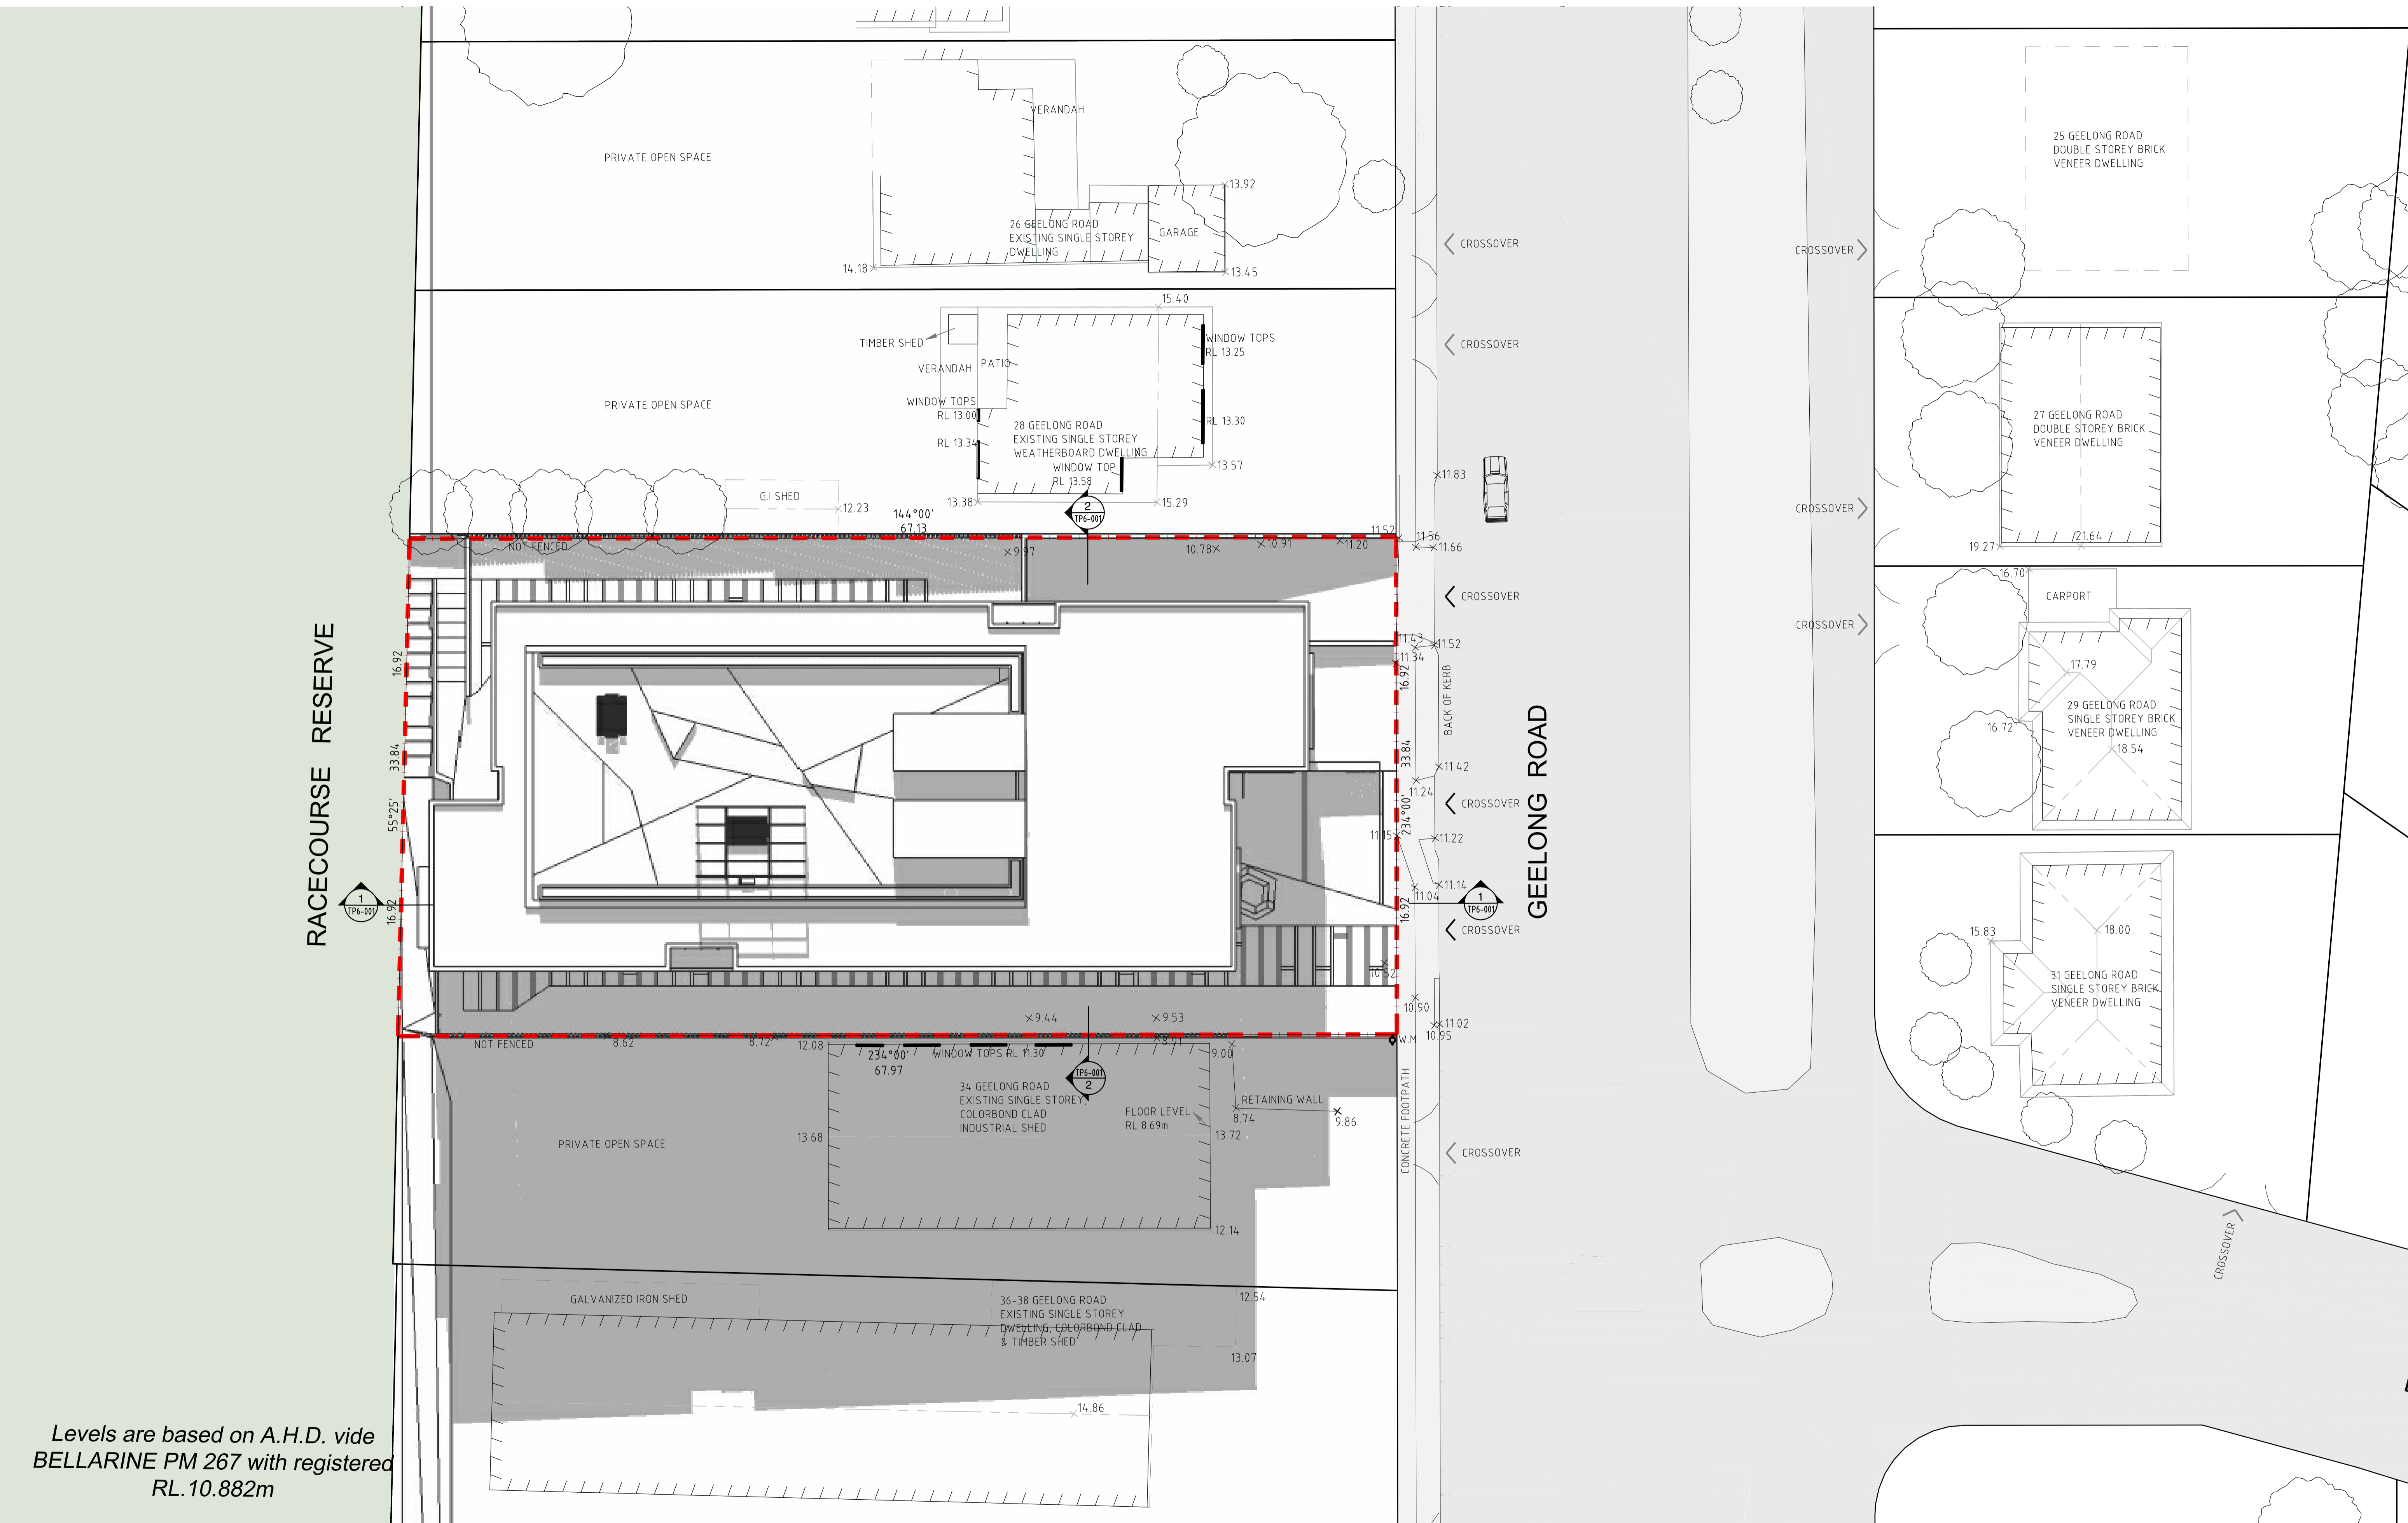 VERANDAH
PRIVATE OPEN SPACE
13.92
26 GEELONG ROAD
EXISTING SINGLE STOREY
DWELLING
GARAGE
14.18
13.45
CROSSOVER
CROSSOVER
25 GEELONG ROAD
DOUBLE STOREY BRICK
VENEER DWELLING
15.40
TIMBER SHED
VERANDAH
PATIO
WINDOW TOPS
RL 13.25
CROSSOVER
PRIVATE OPEN SPACE
WINDOW TOPS
RL 13.00
RL 13.34
RL 13.30
28 GEELONG ROAD
EXISTING SINGLE STOREY
WEATHERBOARD DWELLING
WINDOW TOP
RL 13.58
13.57
11.83
27 GEELONG ROAD
DOUBLE STOREY BRICK
VENEER DWELLING
G.I SHED
12.23
13.38
15.29
144°00'
67.13
2
TP6-001
CROSSOVER
19.27
21.64
NOT FENCED
9.97
10.78
10.91
11.20
11.52
11.56
11.66
CROSSOVER
CROSSOVER
16.70
CARPORT
11.43
11.52
11.34
16.92
BACK OF KERB
33.84
234°00'
16.92
RACECOURSE RESERVE
16.92
33.84
55°25'
16.92
GEELONG ROAD
11.42
11.24
CROSSOVER
11.15
11.22
11.14
11.04
17.79
29 GEELONG ROAD
SINGLE STOREY BRICK
VENEER DWELLING
16.72
18.54
1
TP6-001
1
TP6-001
CROSSOVER
15.83
18.00
31 GEELONG ROAD
SINGLE STOREY BRICK
VENEER DWELLING
10.52
10.90
11.02
10.95
9.44
9.53
NOT FENCED
8.62
8.72
12.08
234°00'
67.97
WINDOW TOPS RL 11.30
9.00
W.M
TP6-001
2
34 GEELONG ROAD
EXISTING SINGLE STOREY,
COLORBOND CLAD
INDUSTRIAL SHED
FLOOR LEVEL
RL 8.69m
RETAINING WALL
8.74
9.86
CONCRETE FOOTPATH
PRIVATE OPEN SPACE
13.68
13.72
CROSSOVER
12.14
CROSSOVER
GALVANIZED IRON SHED
36-38 GEELONG ROAD
EXISTING SINGLE STOREY
DWELLING, COLORBOND CLAD
& TIMBER SHED
12.54
13.07
14.86
Levels are based on A.H.D. vide
BELLARINE PM 267 with registered
RL.10.882m